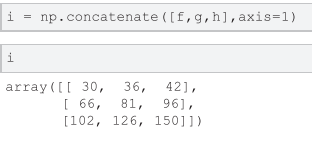 i = np.concatenate([f,g,h],axis=1)
i
array([[ 30,  36,  42],
       [ 66,  81,  96],
       [102, 126, 150]])